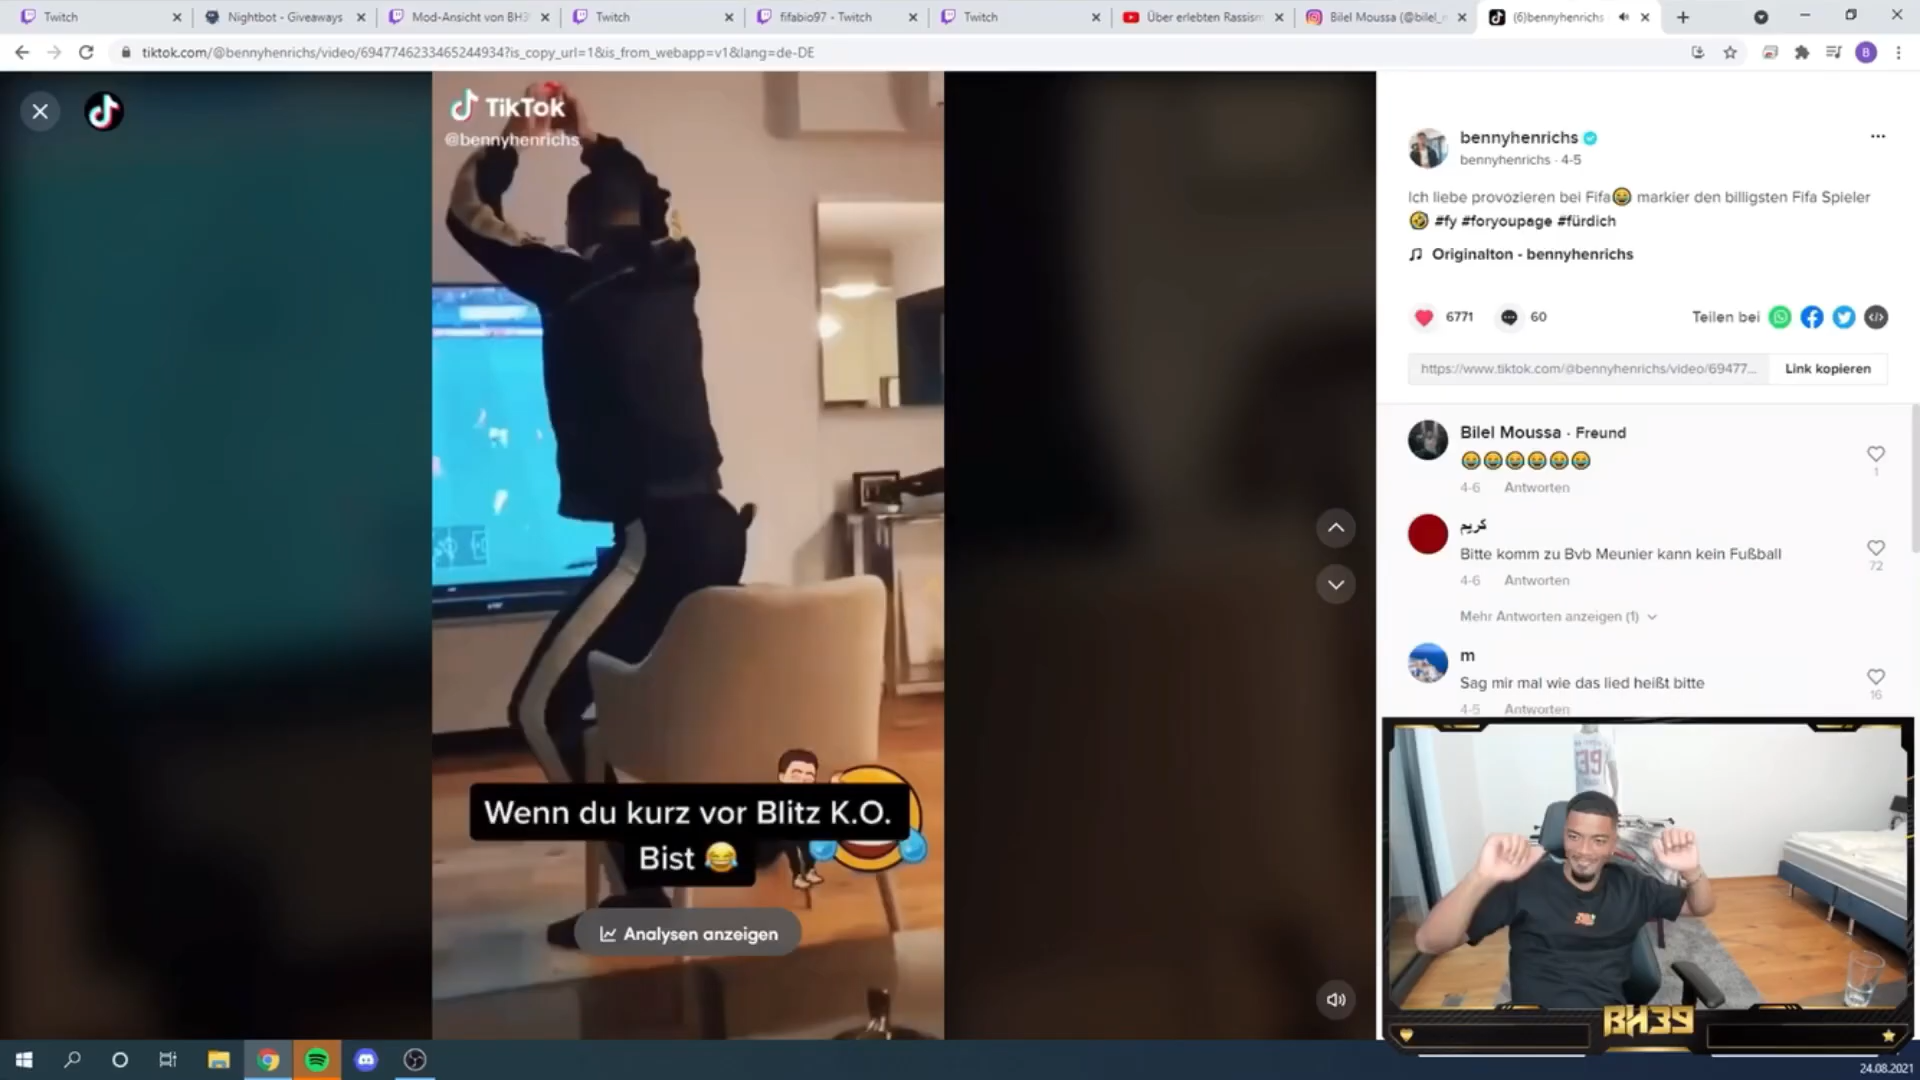 Twitch
Nightbot - Giveaways
Mod-Ansicht von BH3
Twitch
fifabio97 - Twitch
Twitch
Über erlebten Rassism
Bilel Moussa (@bilel_
(6)bennyhenrichs
tiktok.com/@bennyhenrichs/video/6947746233465244934?is_copy_url=1&is_from_webapp=v1&lang=de-DE
B
TikTok
@bennyhenrichs
Wenn du kurz vor Blitz K.O.
Bist 😂
Analysen anzeigen
bennyhenrichs
bennyhenrichs · 4-5
Ich liebe provozieren bei Fifa😂 markier den billigsten Fifa Spieler
🤣 #fy #foryoupage #fürdich
Originalton - bennyhenrichs
6771
60
Teilen bei
https://www.tiktok.com/@bennyhenrichs/video/69477...
Link kopieren
Bilel Moussa · Freund
😂😂😂😂😂😂
4-6 Antworten
1
كريم
Bitte komm zu Bvb Meunier kann kein Fußball
72
4-6 Antworten
Mehr Antworten anzeigen (1)
m
Sag mir mal wie das lied heißt bitte
16
4-5 Antworten
39
BH39
24.08.2021